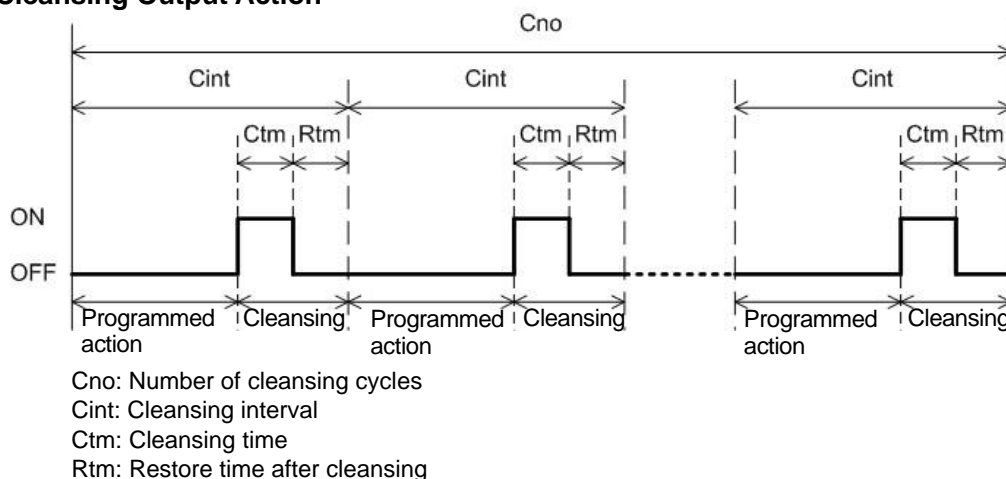 Cleansing Output Action
Cno
Cint Cint Cint
Ctm Rtm Ctm Rtm Ctm Rtm
ON
OFF
Programmed action Cleansing Programmed action Cleansing Programmed action Cleansing
Cno: Number of cleansing cycles
Cint: Cleansing interval
Ctm: Cleansing time
Rtm: Restore time after cleansing